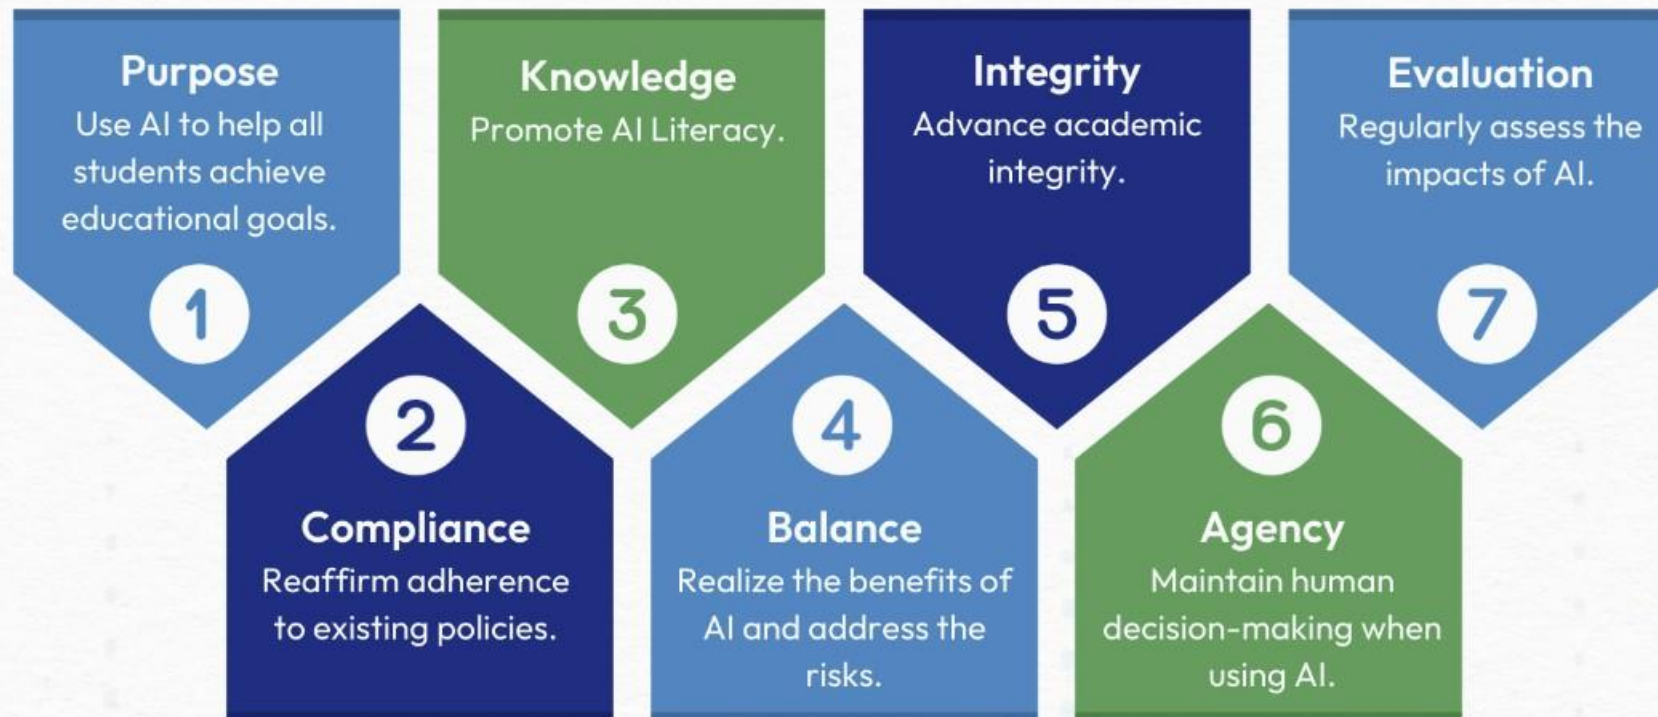 Purpose
Use AI to help all
students achieve
educational goals.
1
2
Compliance
Reaffirm adherence
to existing policies.
Knowledge
Promote AI Literacy.
3
4
Balance
Realize the benefits of
AI and address the
risks.
Integrity
Advance academic
integrity.
5
6
Agency
Maintain human
decision-making when
using AI.
Evaluation
Regularly assess the
impacts of AI.
7